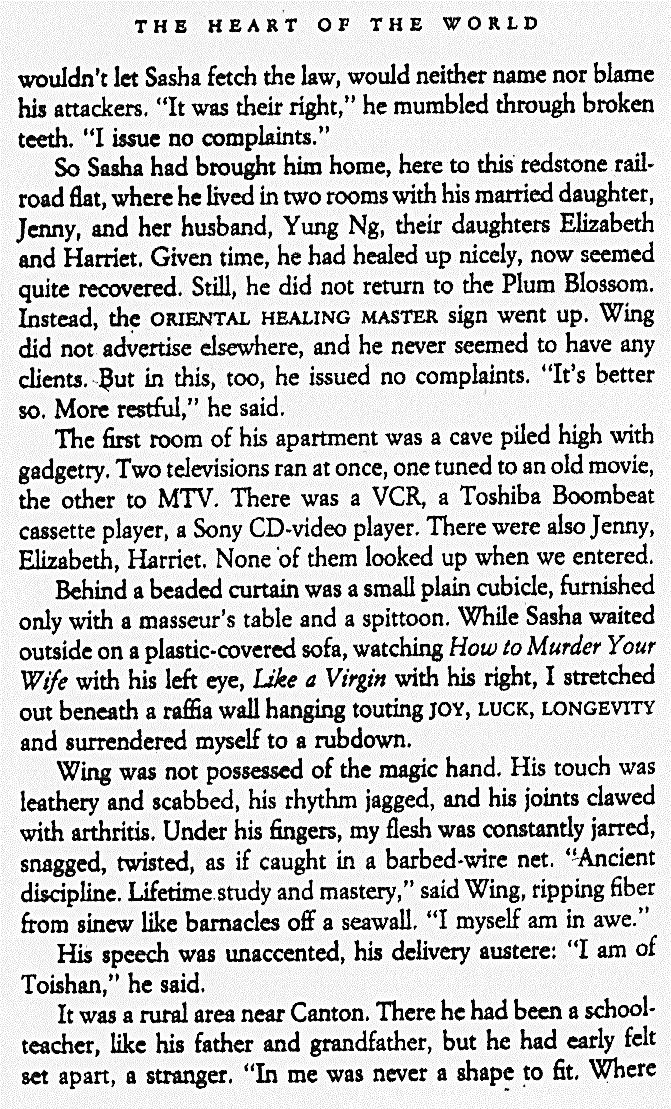 THE HEART OF THE WORLD
wouldn't let Sasha fetch the law, would neither name nor blame
his attackers. "It was their right," he mumbled through broken
teeth. "I issue no complaints."
So Sasha had brought him home, here to this redstone rail-
road flat, where he lived in two rooms with his married daughter,
Jenny, and her husband, Yung Ng, their daughters Elizabeth
and Harriet. Given time, he had healed up nicely, now seemed
quite recovered. Still, he did not return to the Plum Blossom.
Instead, the ORIENTAL HEALING MASTER sign went up. Wing
did not advertise elsewhere, and he never seemed to have any
clients. But in this, too, he issued no complaints. "It's better
so. More restful," he said.
The first room of his apartment was a cave piled high with
gadgetry. Two televisions ran at once, one tuned to an old movie,
the other to MTV. There was a VCR, a Toshiba Boombeat
cassette player, a Sony CD-video player. There were also Jenny,
Elizabeth, Harriet. None of them looked up when we entered.
Behind a beaded curtain was a small plain cubicle, furnished
only with a masseur's table and a spittoon. While Sasha waited
outside on a plastic-covered sofa, watching How to Murder Your
Wife with his left eye, Like a Virgin with his right, I stretched
out beneath a raffia wall hanging touting JOY, LUCK, LONGEVITY
and surrendered myself to a rubdown.
Wing was not possessed of the magic hand. His touch was
leathery and scabbed, his rhythm jagged, and his joints clawed
with arthritis. Under his fingers, my flesh was constantly jarred,
snagged, twisted, as if caught in a barbed-wire net. "Ancient
discipline. Lifetime study and mastery," said Wing, ripping fiber
from sinew like barnacles off a seawall. "I myself am in awe."
His speech was unaccented, his delivery austere: "I am of
Toishan," he said.
It was a rural area near Canton. There he had been a school-
teacher, like his father and grandfather, but he had early felt
set apart, a stranger. "In me was never a shape to fit. Where